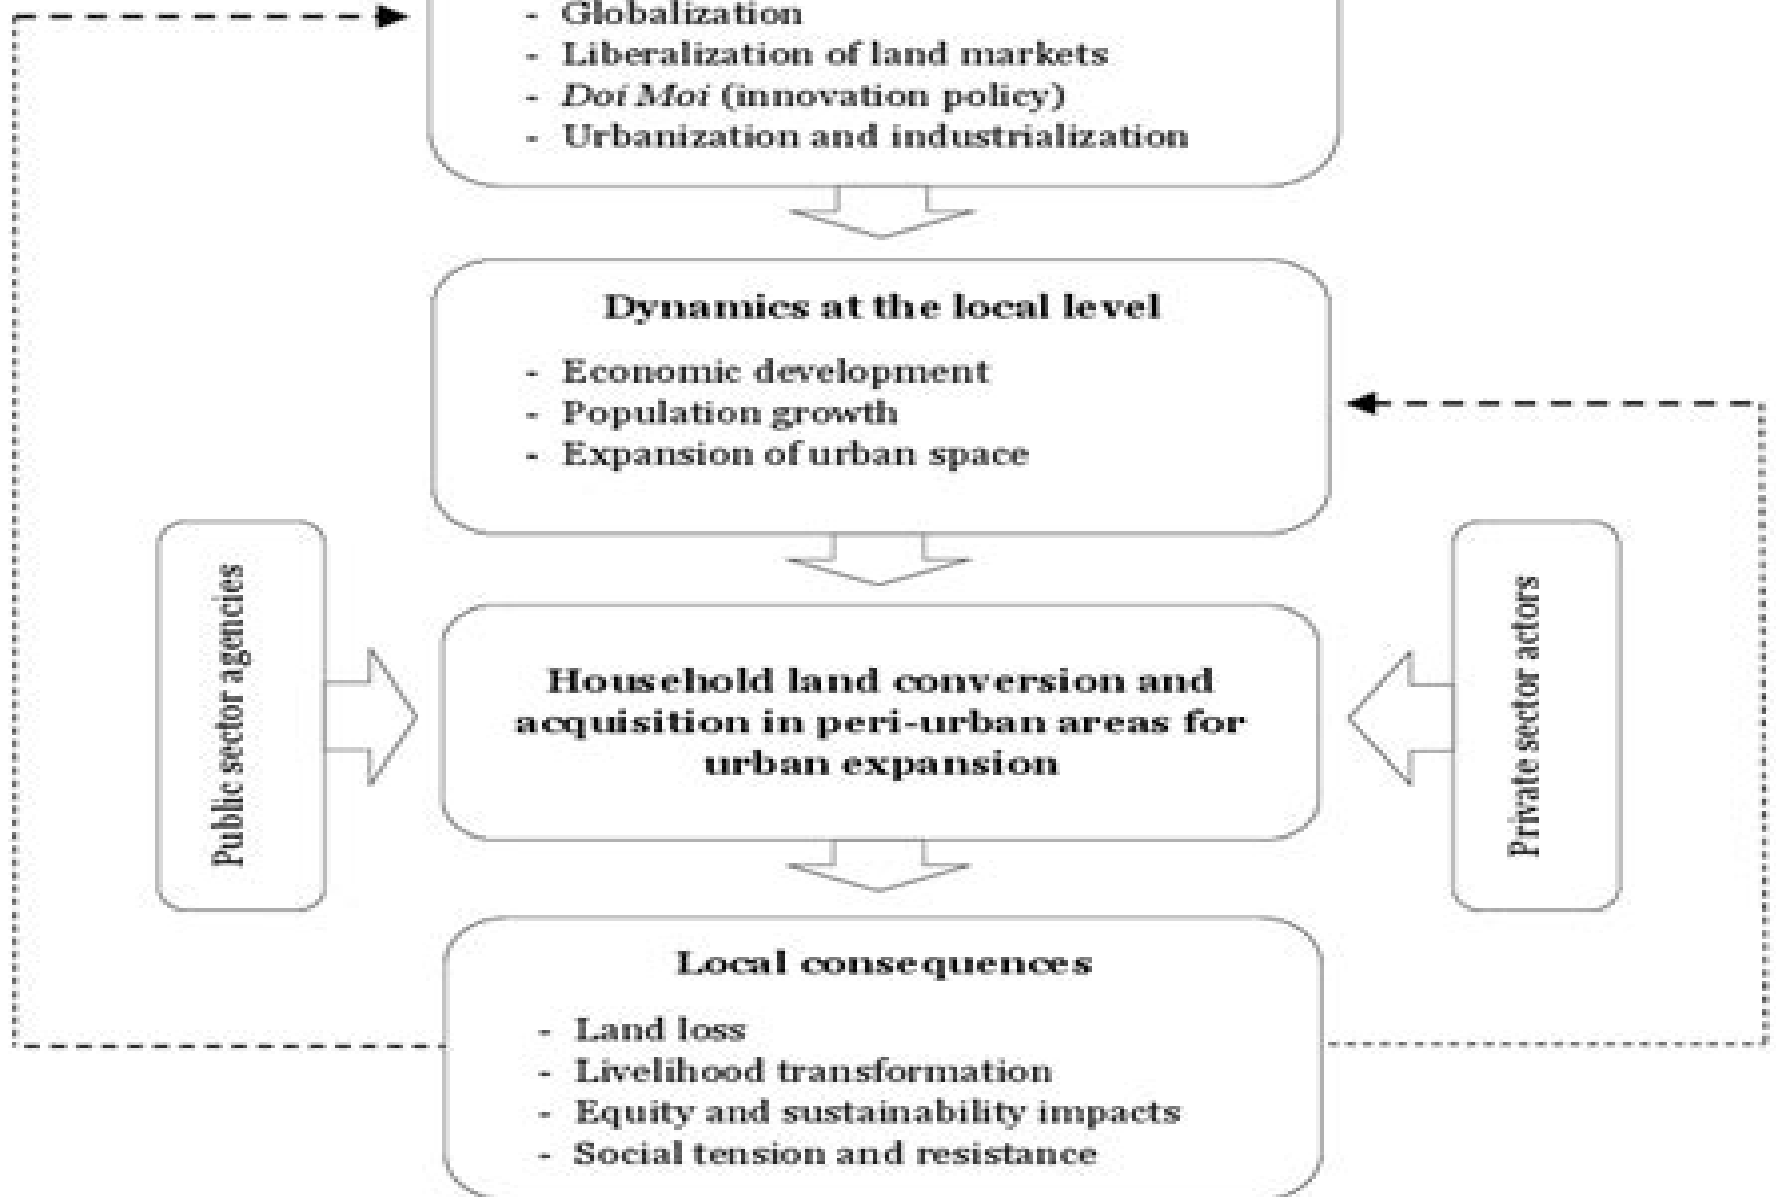 - Globalization
- Liberalization of land markets
- Doi Moi (innovation policy)
- Urbanization and industrialization
Dynamics at the local level
- Economic development
- Population growth
- Expansion of urban space
Public sector agencies
Household land conversion and
acquisition in peri-urban areas for
urban expansion
Private sector actors
Local consequences
- Land loss
- Livelihood transformation
- Equity and sustainability impacts
- Social tension and resistance